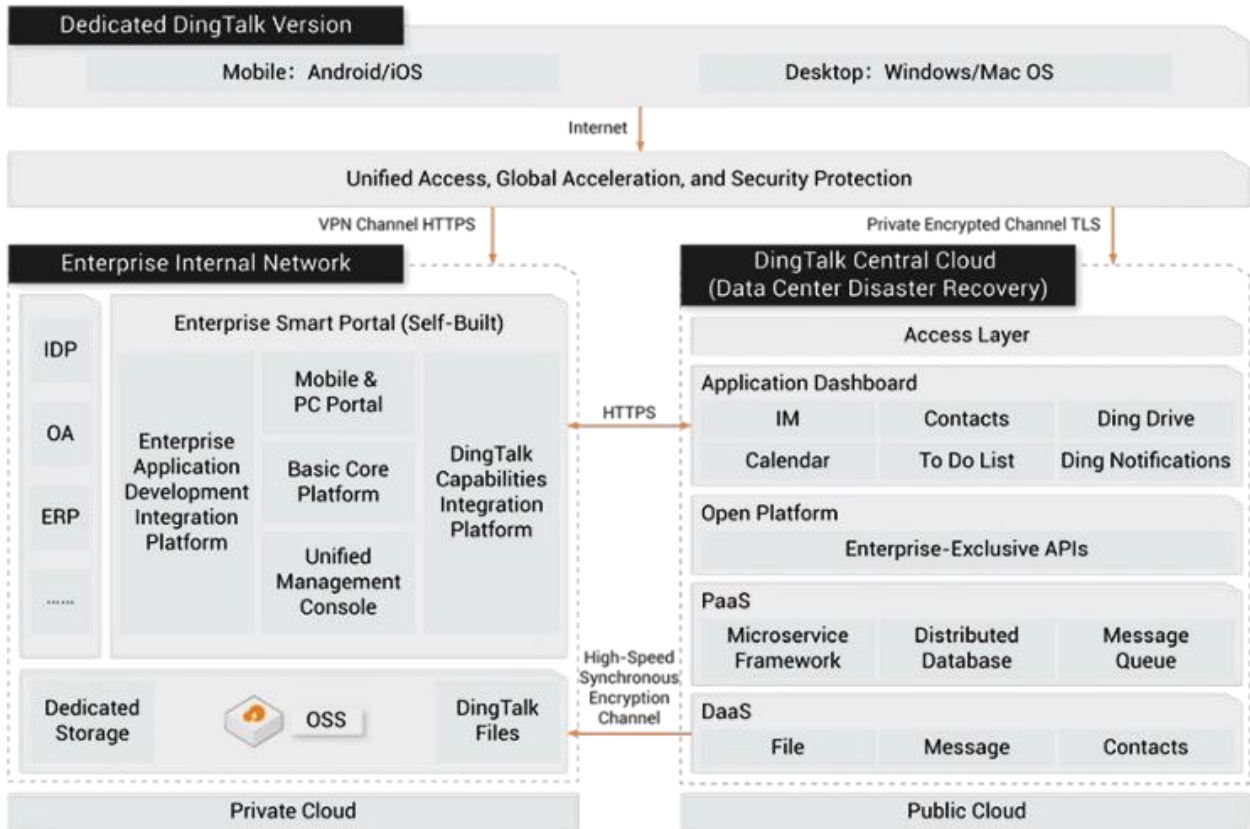 Dedicated DingTalk Version
Mobile: Android/iOS
Desktop: Windows/Mac OS
Internet
Unified Access, Global Acceleration, and Security Protection
VPN Channel HTTPS
Private Encrypted Channel TLS
Enterprise Internal Network
IDP
OA
ERP
......
Enterprise Smart Portal (Self-Built)
Enterprise
Application
Development
Integration
Platform
Mobile &
PC Portal
Basic Core
Platform
Unified
Management
Console
DingTalk
Capabilities
Integration
Platform
Dedicated
Storage
OSS
DingTalk
Files
Private Cloud
HTTPS
High-Speed
Synchronous
Encryption
Channel
DingTalk Central Cloud
(Data Center Disaster Recovery)
Access Layer
Application Dashboard
IM
Contacts
Ding Drive
Calendar
To Do List
Ding Notifications
Open Platform
Enterprise-Exclusive APIs
PaaS
Microservice
Framework
Distributed
Database
Message
Queue
DaaS
File
Message
Contacts
Public Cloud